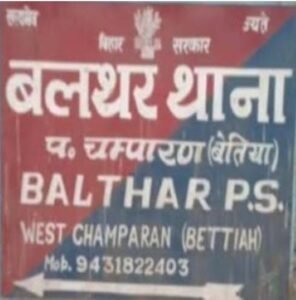 सत्यमेव जयते
बिहार सरकार
बलथर थाना
प. चम्पारण (बेतिया)
BALTHAR P.S.
WEST CHAMPARAN (BETTIAH)
Mob. 9431822403